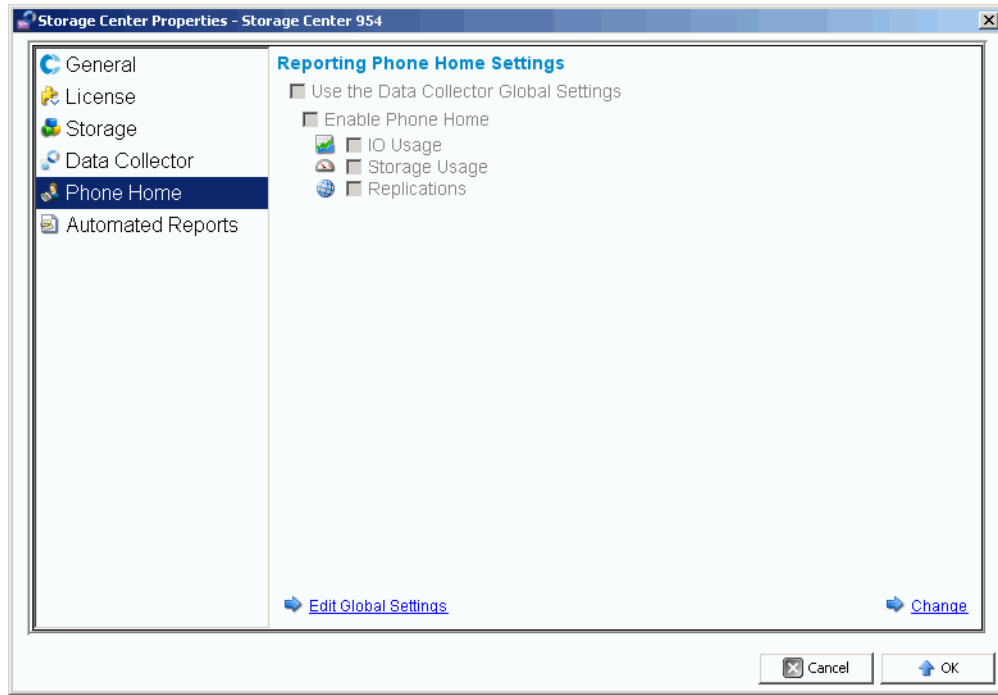 Storage Center Properties - Storage Center 954
General
License
Storage
Data Collector
Phone Home
Automated Reports
Reporting Phone Home Settings
Use the Data Collector Global Settings
Enable Phone Home
IO Usage
Storage Usage
Replications
Edit Global Settings
Change
Cancel
OK